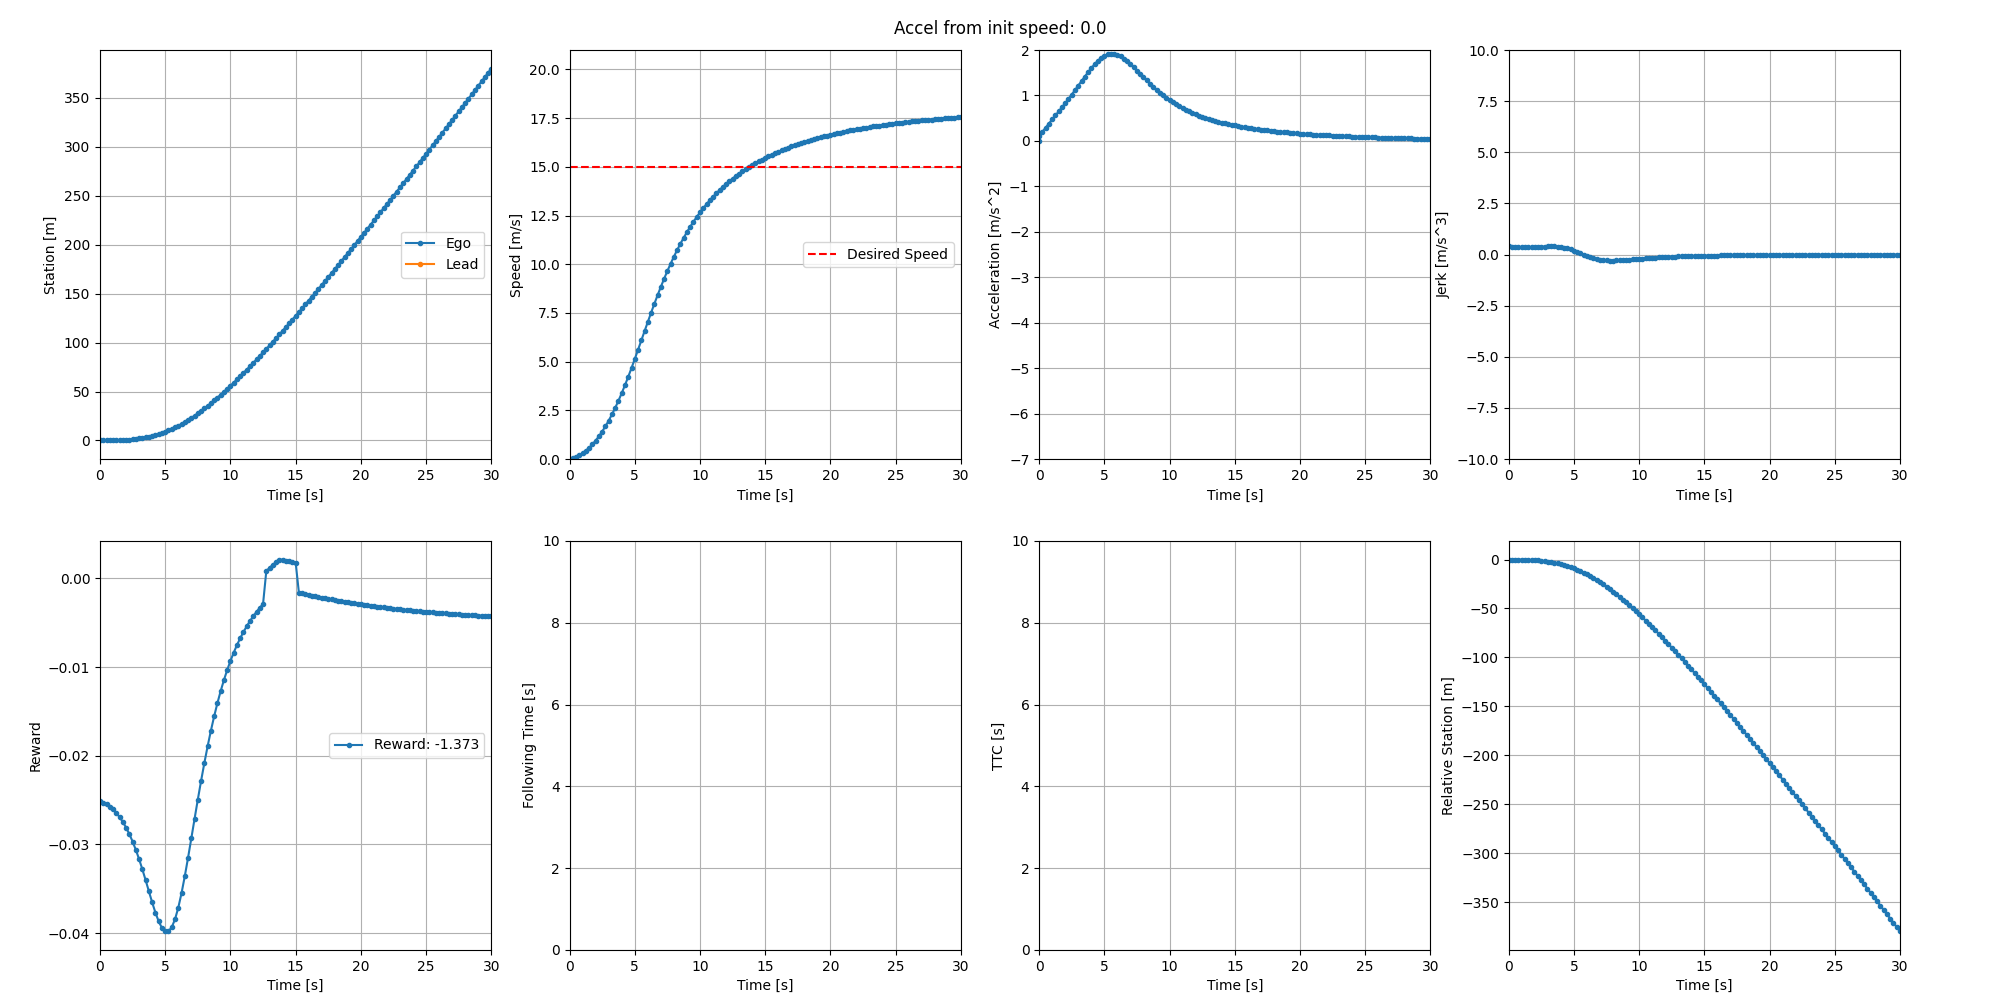 Accel from init speed: 0.0
Station [m]
350
300
250
200
150
100
50
0
Ego
Lead
0 5 10 15 20 25 30
Time [s]
Speed [m/s]
20.0
17.5
15.0
12.5
10.0
7.5
5.0
2.5
0.0
Desired Speed
0 5 10 15 20 25 30
Time [s]
Acceleration [m/s^2]
2
1
0
−1
−2
−3
−4
−5
−6
−7
0 5 10 15 20 25 30
Time [s]
Jerk [m/s^3]
10.0
7.5
5.0
2.5
0.0
−2.5
−5.0
−7.5
−10.0
0 5 10 15 20 25 30
Time [s]
Reward
0.00
−0.01
−0.02
−0.03
−0.04
Reward: -1.373
0 5 10 15 20 25 30
Time [s]
Following Time [s]
10
8
6
4
2
0
0 5 10 15 20 25 30
Time [s]
TTC [s]
10
8
6
4
2
0
0 5 10 15 20 25 30
Time [s]
Relative Station [m]
0
−50
−100
−150
−200
−250
−300
−350
0 5 10 15 20 25 30
Time [s]